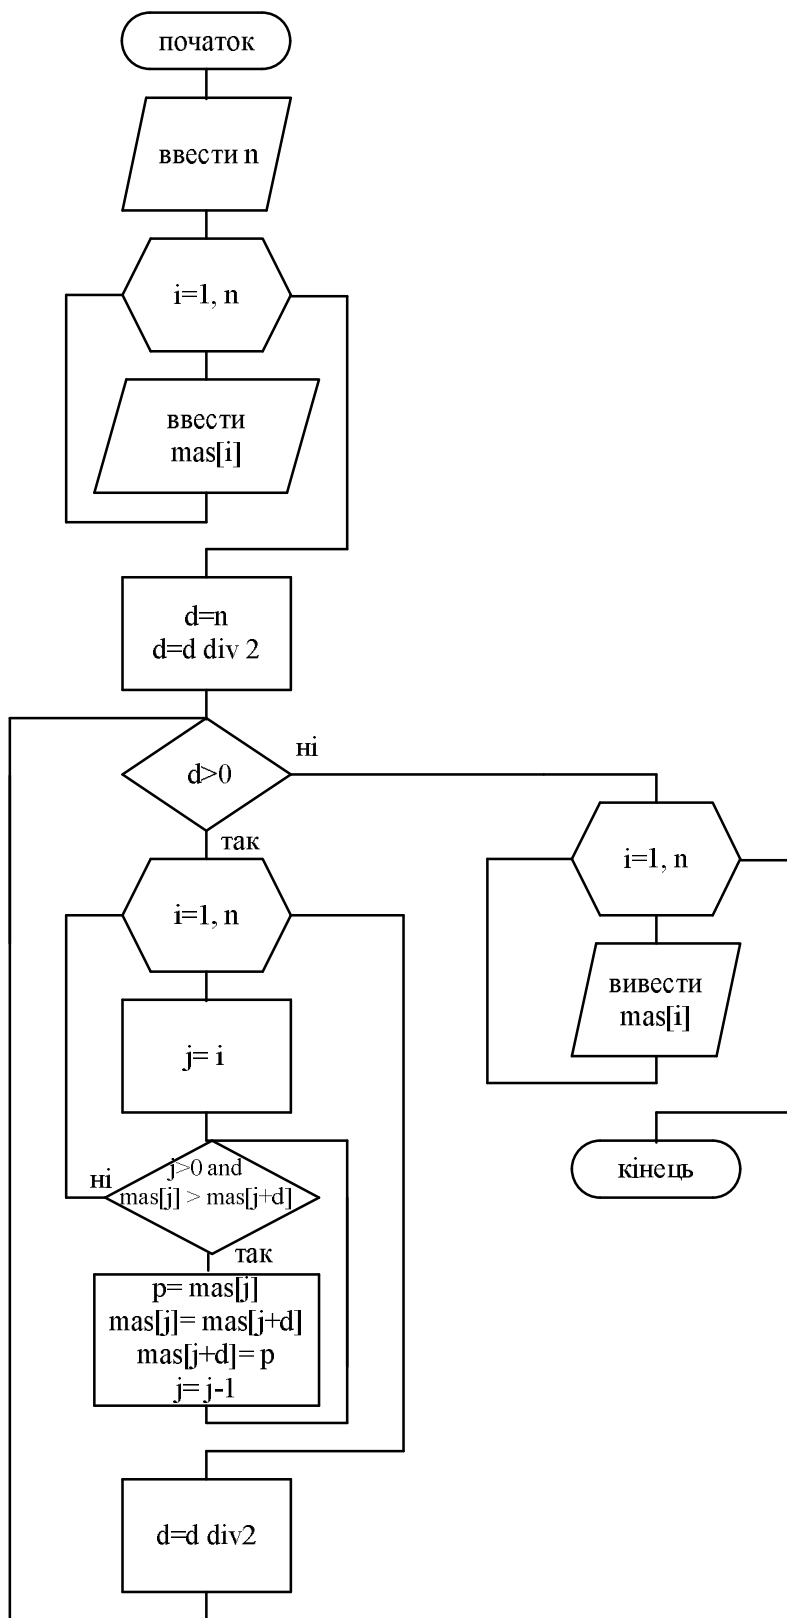 початок
ввести n
i=1, n
ввести
mas[i]
d=n
d=d div 2
d>0
ні
так
i=1, n
j= i
j>0 and
mas[j] > mas[j+d]
ні
так
p= mas[j]
mas[j]= mas[j+d]
mas[j+d]= p
j= j-1
d=d div2
i=1, n
вивести
mas[i]
кінець